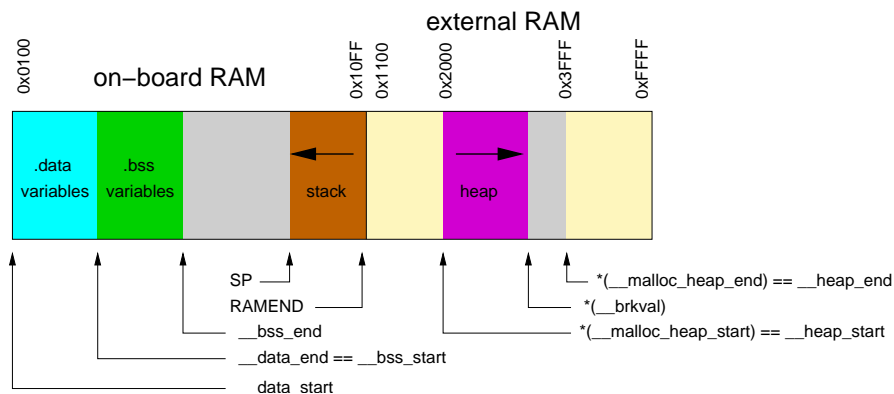 external RAM
on−board RAM
0x0100
0x10FF
0x1100
0x2000
0x3FFF
0xFFFF
.data
variables
.bss
variables
stack
heap
SP
RAMEND
__bss_end
__data_end == __bss_start
data_start
*(__malloc_heap_end) == __heap_end
*(__brkval)
*(__malloc_heap_start) == __heap_start